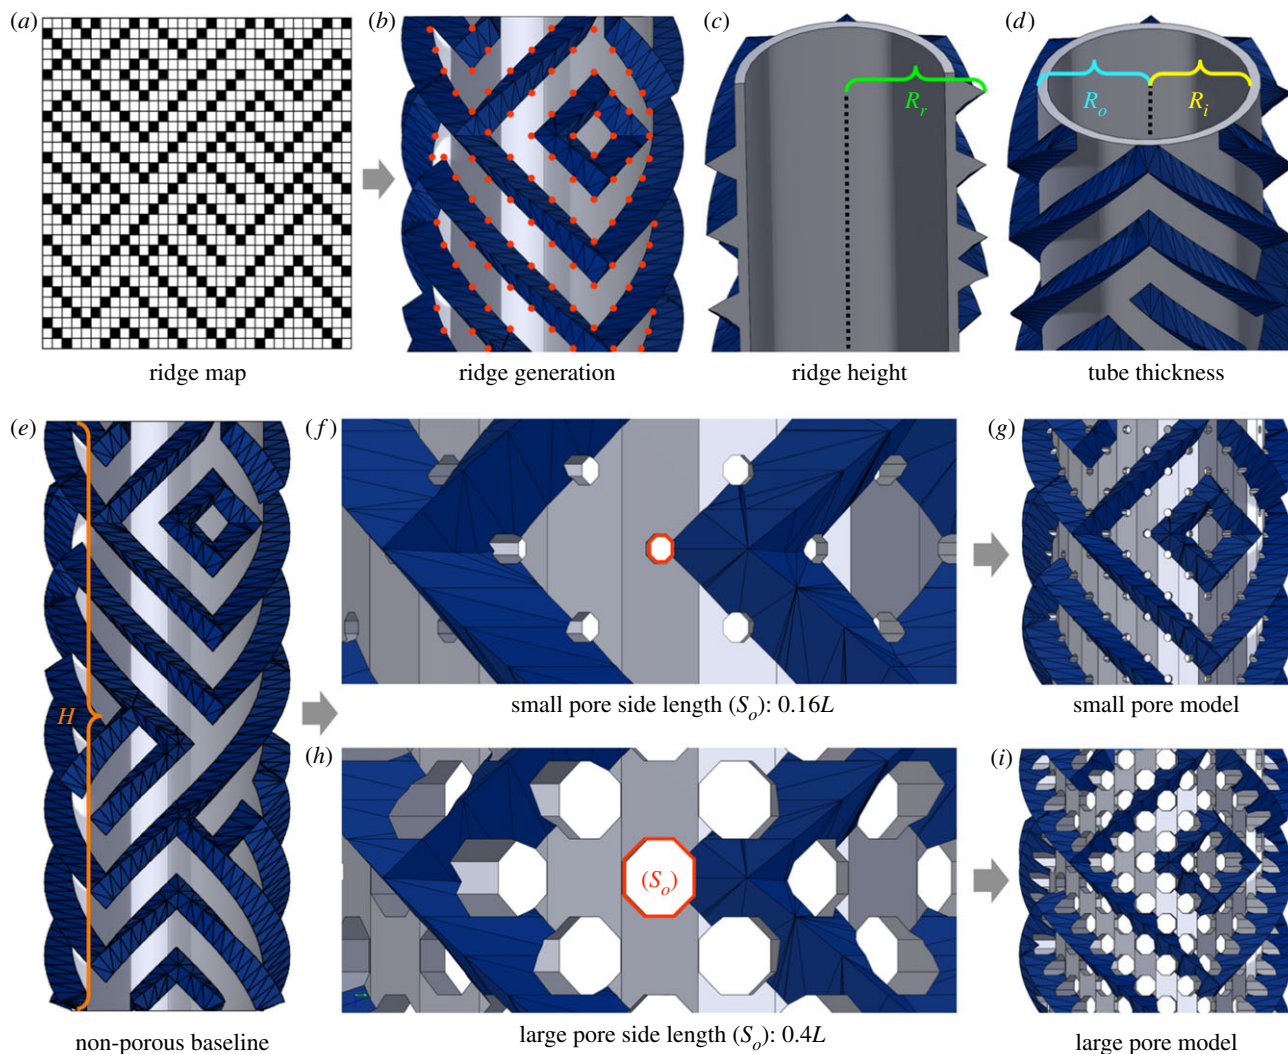 (a)
(b)
(c)
(d)
R_r
R_o
R_i
ridge map
ridge generation
ridge height
tube thickness
(e)
(f)
(g)
H
small pore side length (S_o): 0.16L
small pore model
(h)
(i)
(S_o)
non-porous baseline
large pore side length (S_o): 0.4L
large pore model